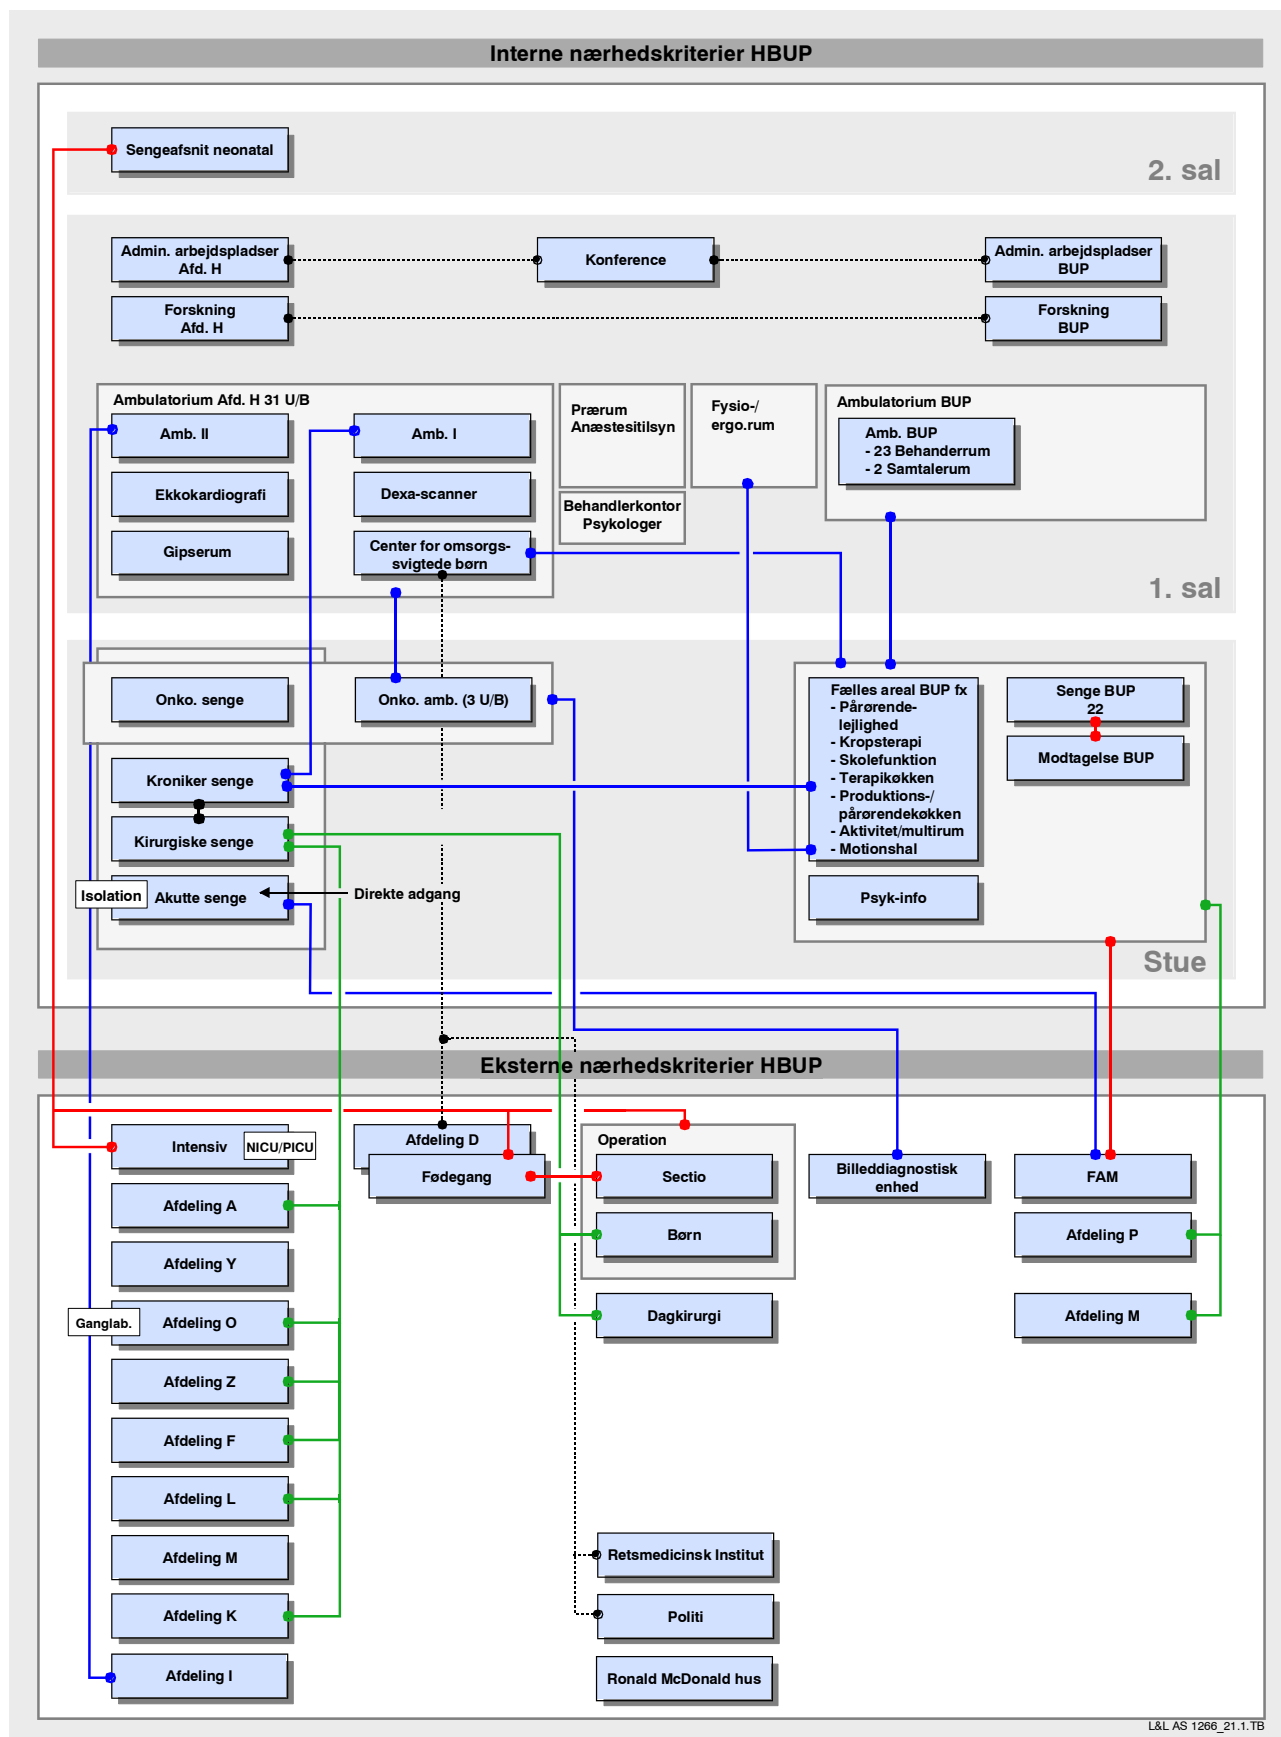 Interne nærhedskriterier HBUP
Sengeafsnit neonatal
2. sal
Admin. arbejdspladser
Afd. H
Konference
Admin. arbejdspladser
BUP
Forskning
Afd. H
Forskning
BUP
Ambulatorium Afd. H 31 U/B
Amb. II
Amb. I
Ekkokardiografi
Dexa-scanner
Gipserum
Center for omsorgs-
svigtede børn
Prærum
Anæstesitilsyn
Behandlerkontor
Psykologer
Fysio-/
ergo.rum
Ambulatorium BUP
Amb. BUP
- 23 Behanderrum
- 2 Samtalerum
1. sal
Onko. senge
Onko. amb. (3 U/B)
Kroniker senge
Kirurgiske senge
Isolation
Akutte senge
Direkte adgang
Fælles areal BUP fx
- Pårørende-
lejlighed
- Kropsterapi
- Skolefunktion
- Terapikøkken
- Produktions-/
pårørendekøkken
- Aktivitet/multirum
- Motionshal
Psyk-info
Senge BUP
22
Modtagelse BUP
Stue
Eksterne nærhedskriterier HBUP
Intensiv
NICU/PICU
Afdeling A
Afdeling Y
Ganglab.
Afdeling O
Afdeling Z
Afdeling F
Afdeling L
Afdeling M
Afdeling K
Afdeling I
Afdeling D
Fødegang
Operation
Sectio
Børn
Dagkirurgi
Retsmedicinsk Institut
Politi
Ronald McDonald hus
Billeddiagnostisk
enhed
FAM
Afdeling P
Afdeling M
L&L AS 1266_21.1.TB